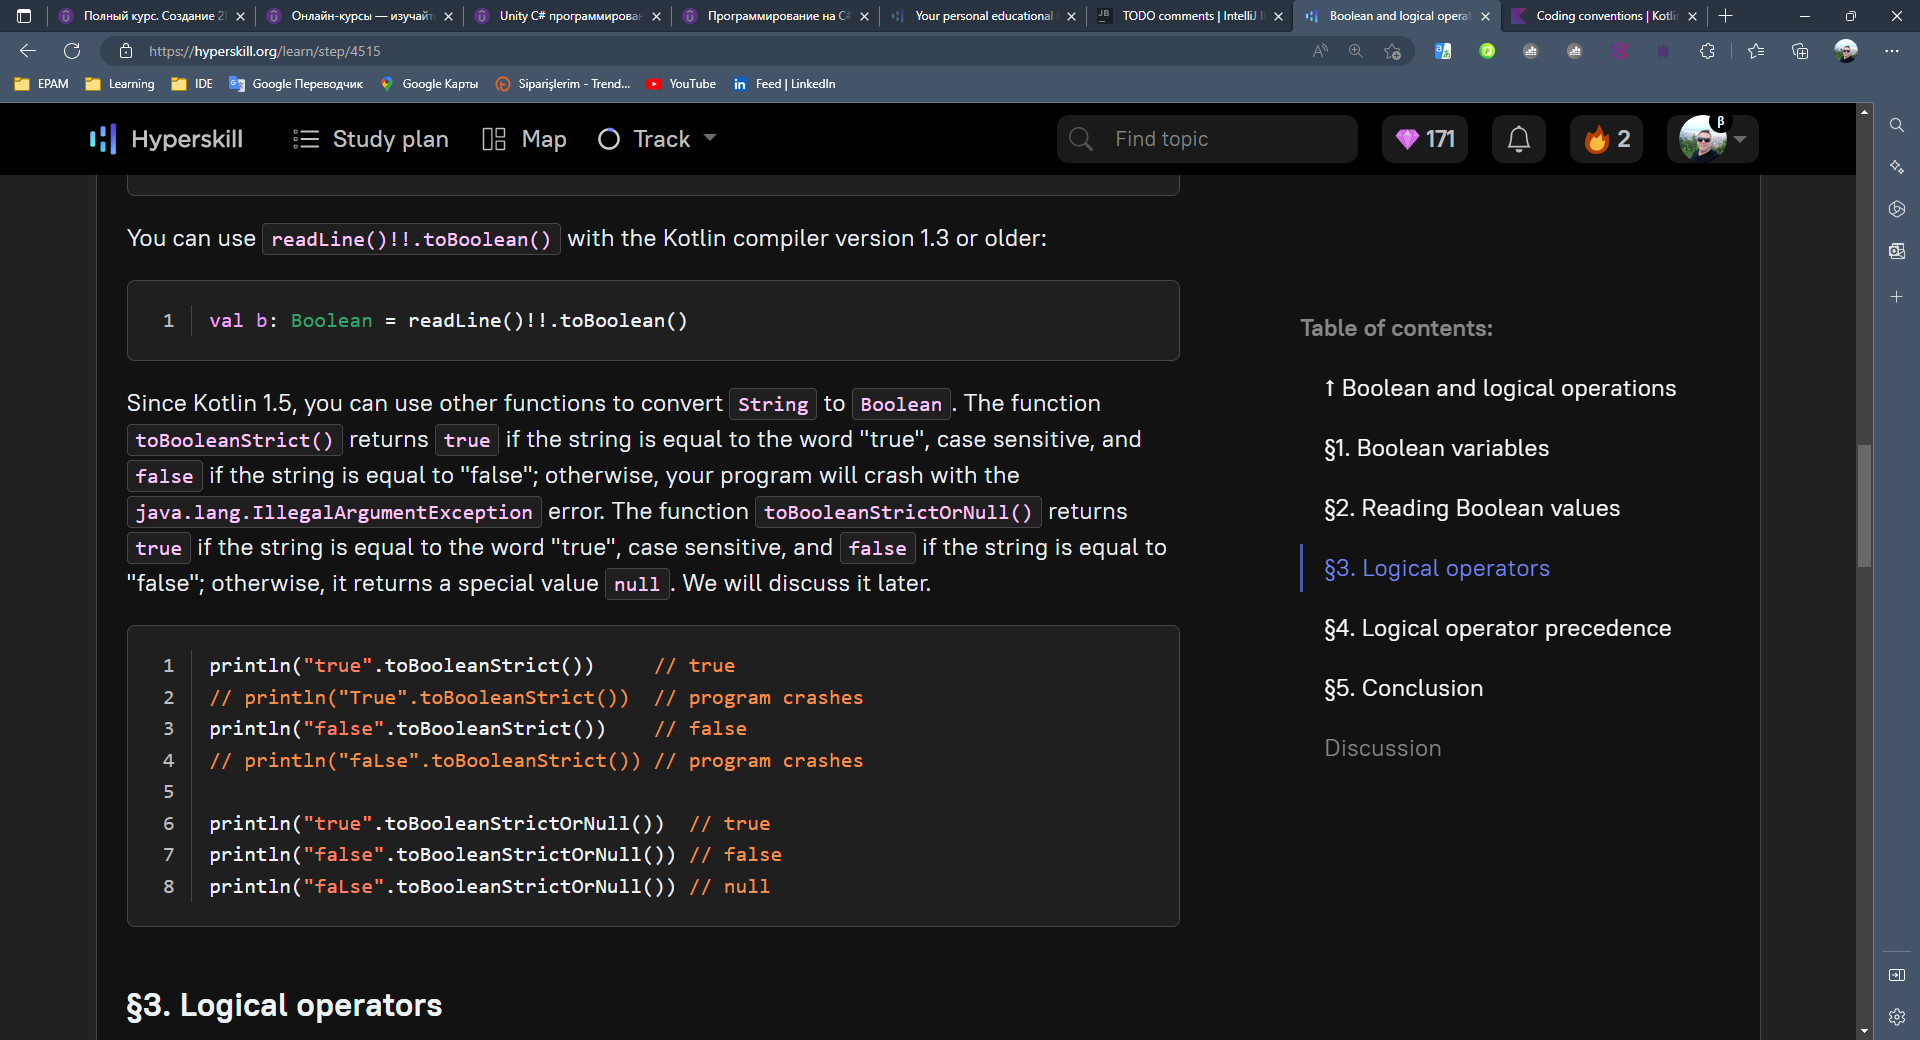 Полный курс. Создание 2
Онлайн-курсы — изучайт
Unity C# программирова
Программирование на C
Your personal educational
TODO comments | IntelliJ I
Boolean and logical operat
Coding conventions | Kotli
https://hyperskill.org/learn/step/4515
EPAM
Learning
IDE
Google Переводчик
Google Карты
Siparişlerim - Trend...
YouTube
Feed | LinkedIn
Hyperskill
Study plan
Map
Track
Find topic
171
2
β
You can use readLine()!!.toBoolean() with the Kotlin compiler version 1.3 or older:
1 val b: Boolean = readLine()!!.toBoolean()
Since Kotlin 1.5, you can use other functions to convert String to Boolean. The function
toBooleanStrict() returns true if the string is equal to the word "true", case sensitive, and
false if the string is equal to "false"; otherwise, your program will crash with the
java.lang.IllegalArgumentException error. The function toBooleanStrictOrNull() returns
true if the string is equal to the word "true", case sensitive, and false if the string is equal to
"false"; otherwise, it returns a special value null. We will discuss it later.
1 println("true".toBooleanStrict()) // true
2 // println("True".toBooleanStrict()) // program crashes
3 println("false".toBooleanStrict()) // false
4 // println("faLse".toBooleanStrict()) // program crashes
5
6 println("true".toBooleanStrictOrNull()) // true
7 println("false".toBooleanStrictOrNull()) // false
8 println("faLse".toBooleanStrictOrNull()) // null
§3. Logical operators
Table of contents:
↑ Boolean and logical operations
§1. Boolean variables
§2. Reading Boolean values
§3. Logical operators
§4. Logical operator precedence
§5. Conclusion
Discussion